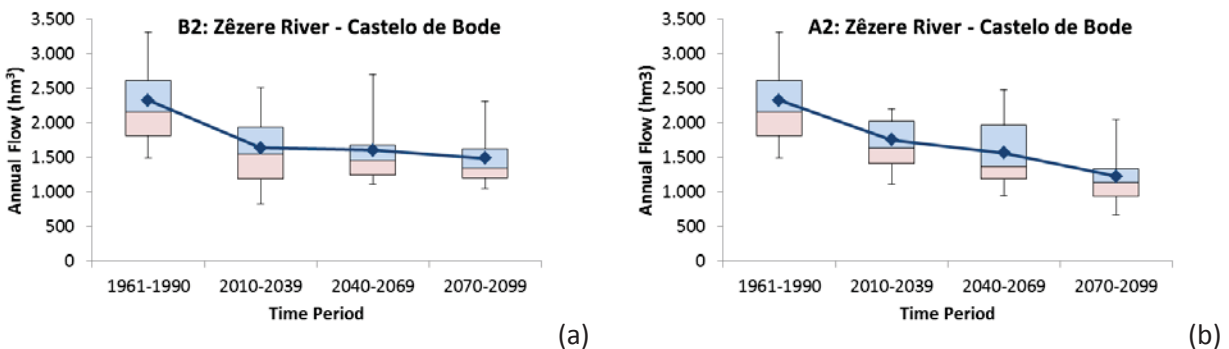 B2: Zêzere River - Castelo de Bode
3.500
3.000
2.500
2.000
1.500
1.000
500
0
Annual Flow (hm³)
1961-1990 2010-2039 2040-2069 2070-2099
Time Period
(a)
A2: Zêzere River - Castelo de Bode
3.500
3.000
2.500
2.000
1.500
1.000
500
0
Annual Flow (hm3)
1961-1990 2010-2039 2040-2069 2070-2099
Time Period
(b)